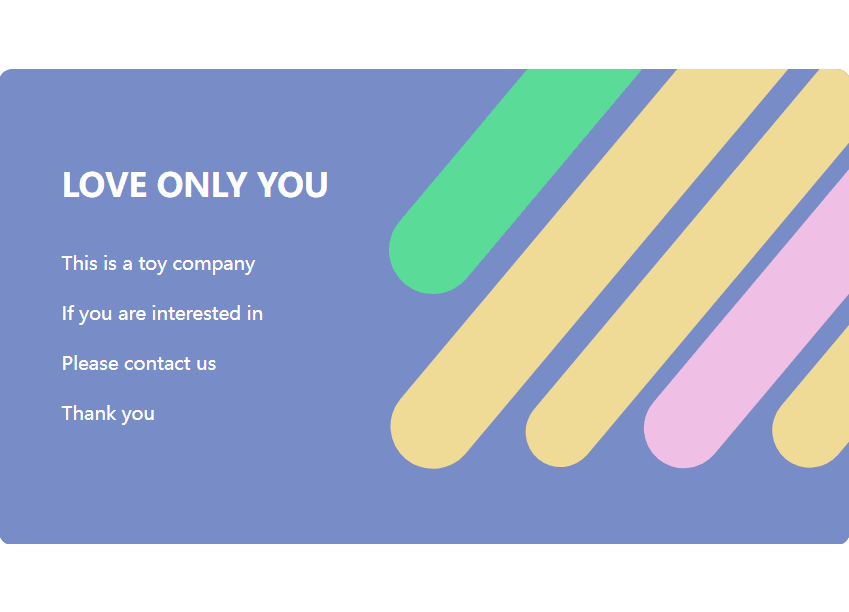 LOVE ONLY YOU
This is a toy company
If you are interested in
Please contact us
Thank you